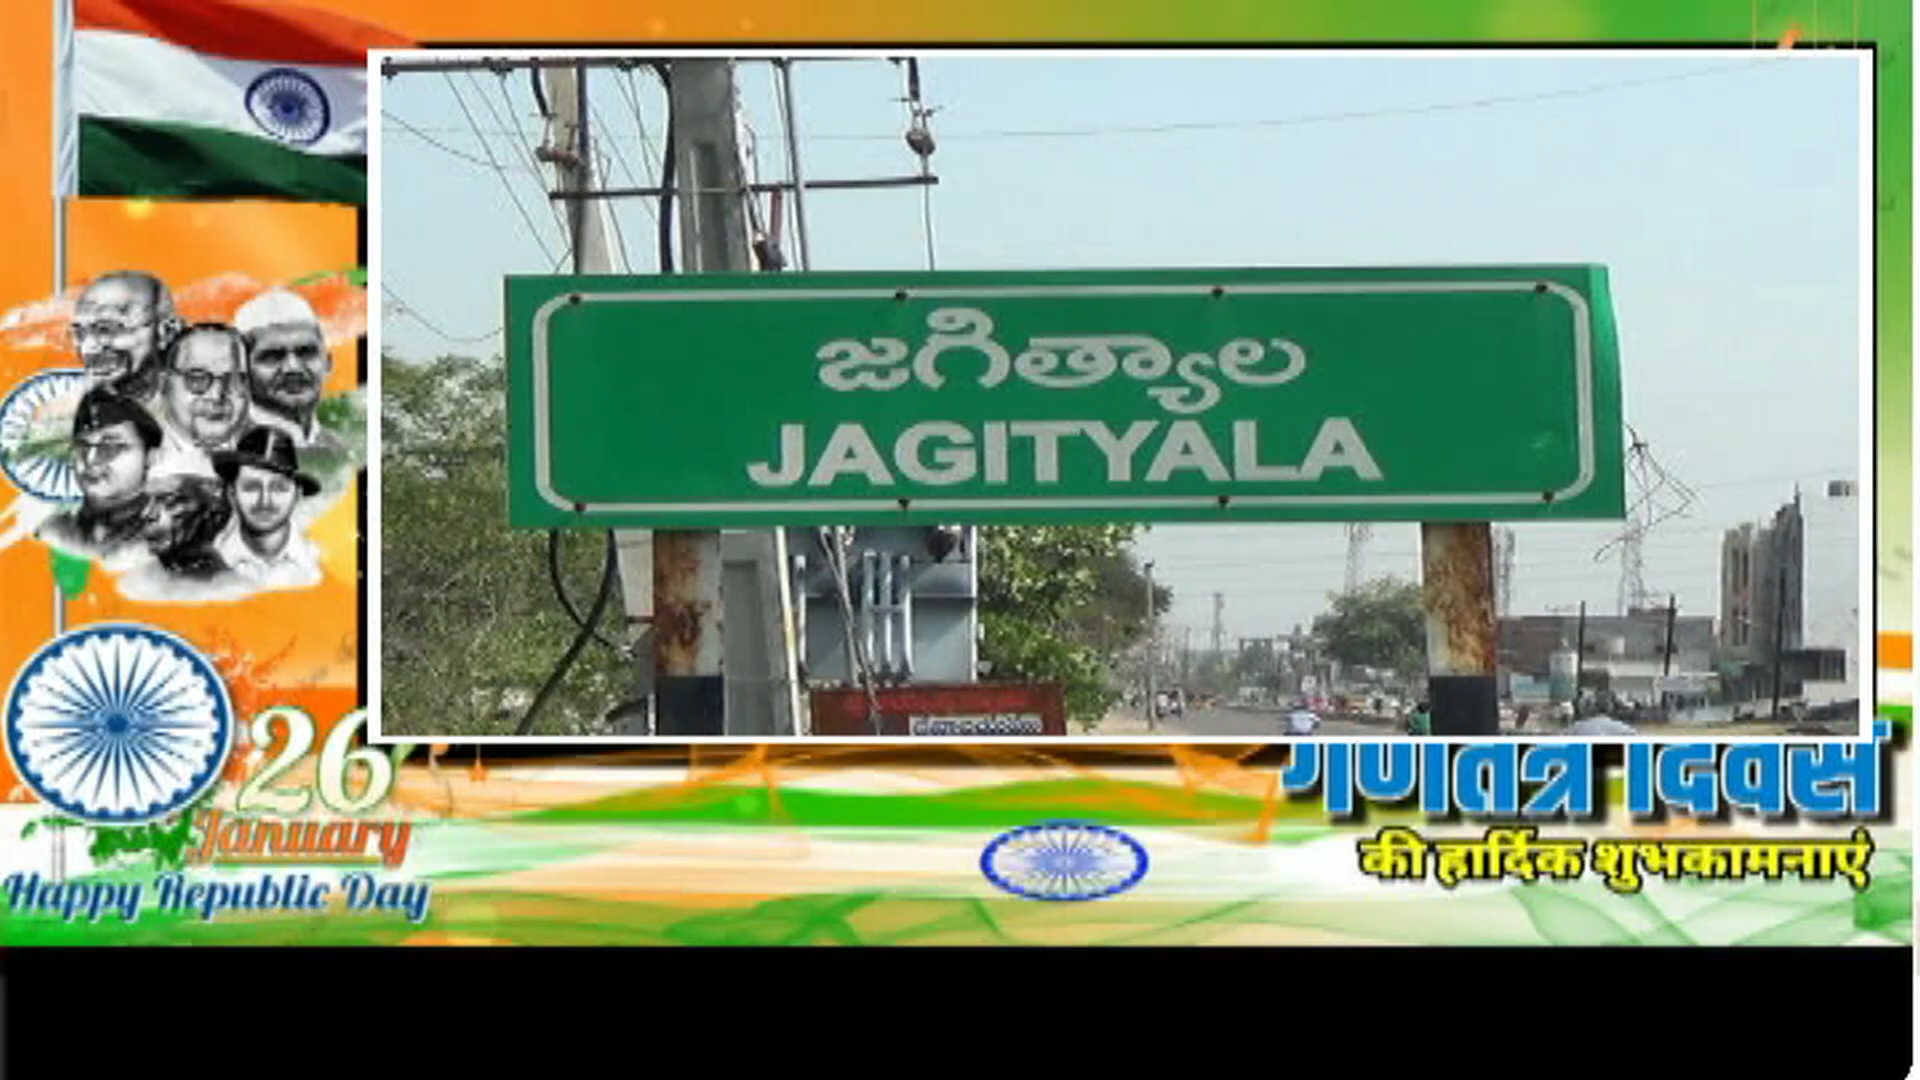 జగిత్యాల
JAGITYALA
26
January
Happy Republic Day
गणतंत्र दिवस
की हार्दिक शुभकामनाएं